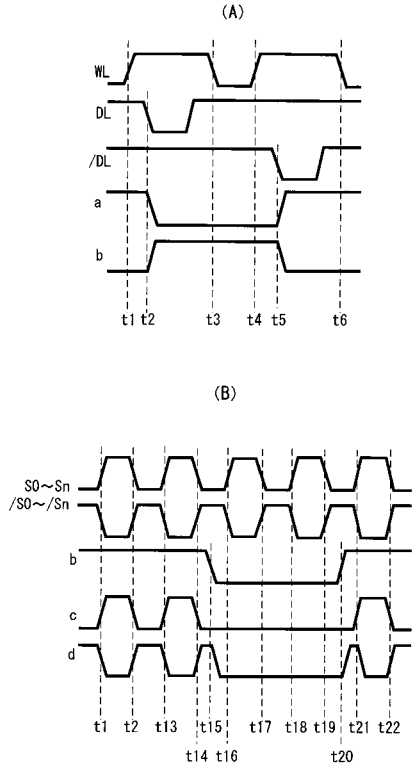 (A)
WL
DL
/DL
a
b
t1 t2 t3 t4 t5 t6
(B)
S0～Sn
/S0～/Sn
b
c
d
t1 t2 t13 t15 t17 t18 t19 t21 t22
t14 t16 t20